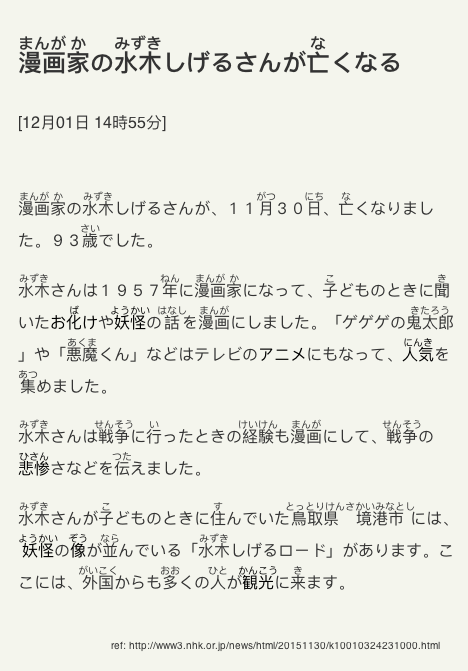 漫画家の水木しげるさんが亡くなる
[12月01日 14時55分]
漫画家の水木しげるさんが、１１月３０日、亡くなりまし
た。９３歳でした。
水木さんは１９５７年に漫画家になって、子どものときに聞
いたお化けや妖怪の話を漫画にしました。「ゲゲゲの鬼太郎
」や「悪魔くん」などはテレビのアニメにもなって、人気を
集めました。
水木さんは戦争に行ったときの経験も漫画にして、戦争の
悲惨さなどを伝えました。
水木さんが子どものときに住んでいた鳥取県　境港市には、
妖怪の像が並んでいる「水木しげるロード」があります。こ
こには、外国からも多くの人が観光に来ます。
ref: http://www3.nhk.or.jp/news/html/20151130/k10010324231000.html